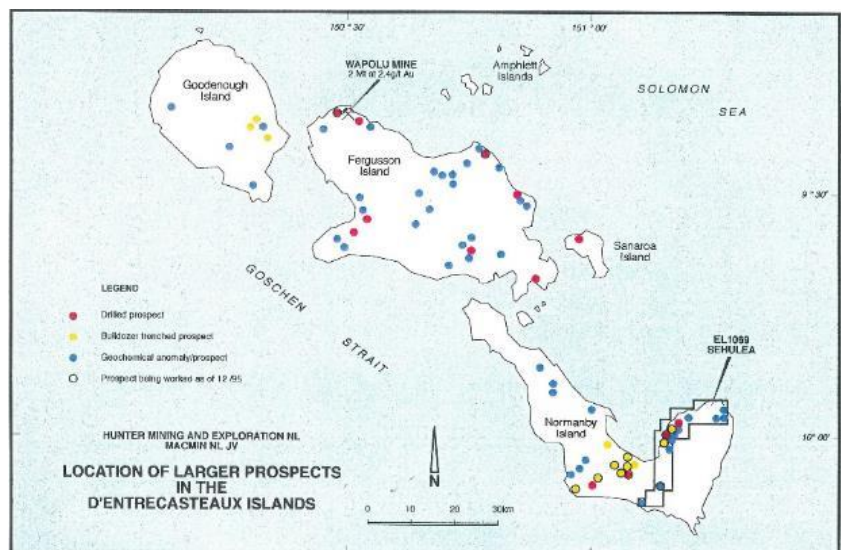 150° 30'
151° 00'
WAPOLU MINE
2 Mt at 2.4g/t Au
Amphlett
Islands
SOLOMON
SEA
Goodenough
Island
Fergusson
Island
9° 30'
Sanaroa
Island
GOSCHEN
STRAIT
LEGEND
Drilled prospect
Bulldozer trenched prospect
Geochemical anomaly/prospect
Prospect being worked as of 12/95
EL1069
SEHULEA
Normanby
Island
10° 00'
HUNTER MINING AND EXPLORATION NL
MACMIN NL JV
LOCATION OF LARGER PROSPECTS
IN THE
D'ENTRECASTEAUX ISLANDS
N
0 10 20 30km